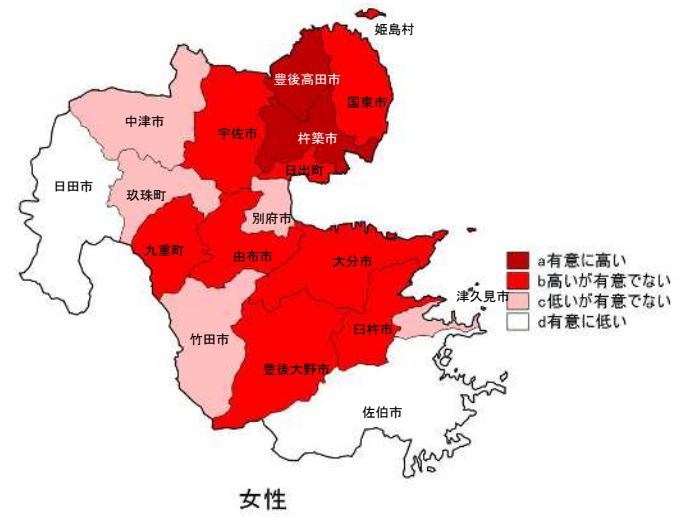 姫島村
豊後高田市
国東市
中津市
宇佐市
杵築市
日出町
日田市
玖珠町
別府市
九重町
由布市
大分市
a有意に高い
b高いが有意でない
c低いが有意でない
d有意に低い
津久見市
臼杵市
竹田市
豊後大野市
佐伯市
女性